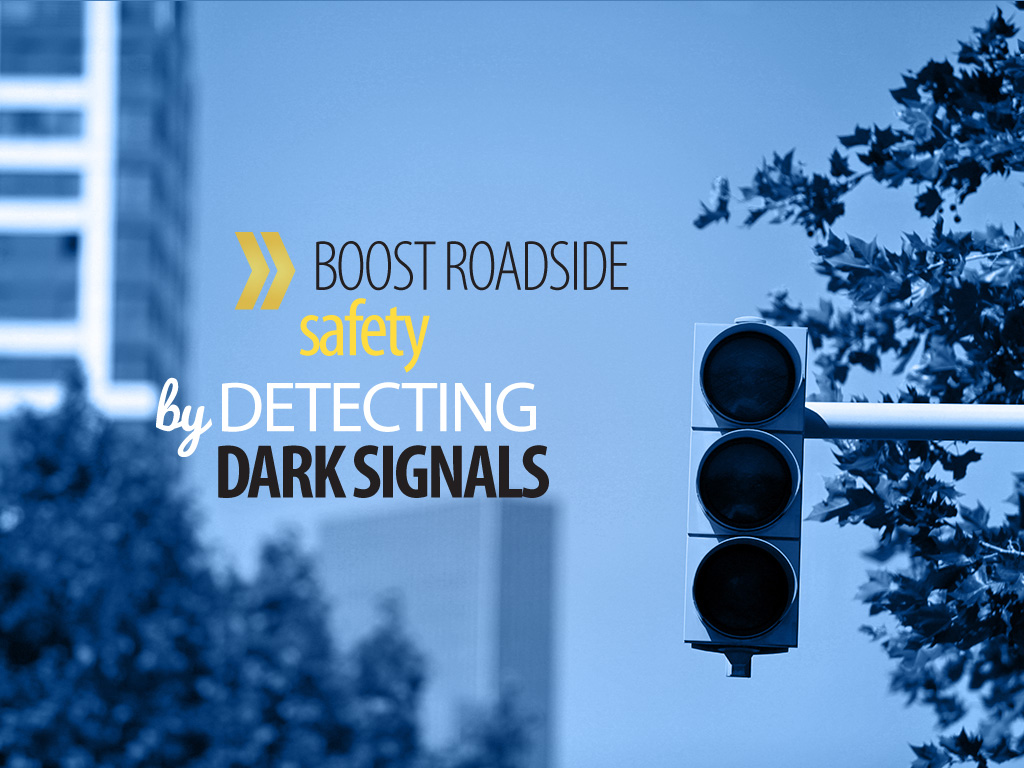 BOOST ROADSIDE
safety
by DETECTING
DARK SIGNALS